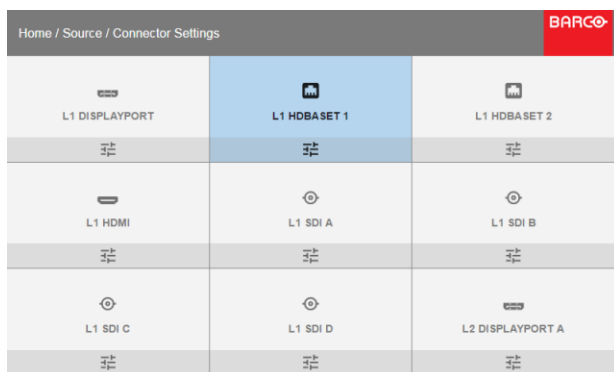 Home / Source / Connector Settings
BARCO
L1 DISPLAYPORT
L1 HDBASET 1
L1 HDBASET 2
L1 HDMI
L1 SDI A
L1 SDI B
L1 SDI C
L1 SDI D
L2 DISPLAYPORT A